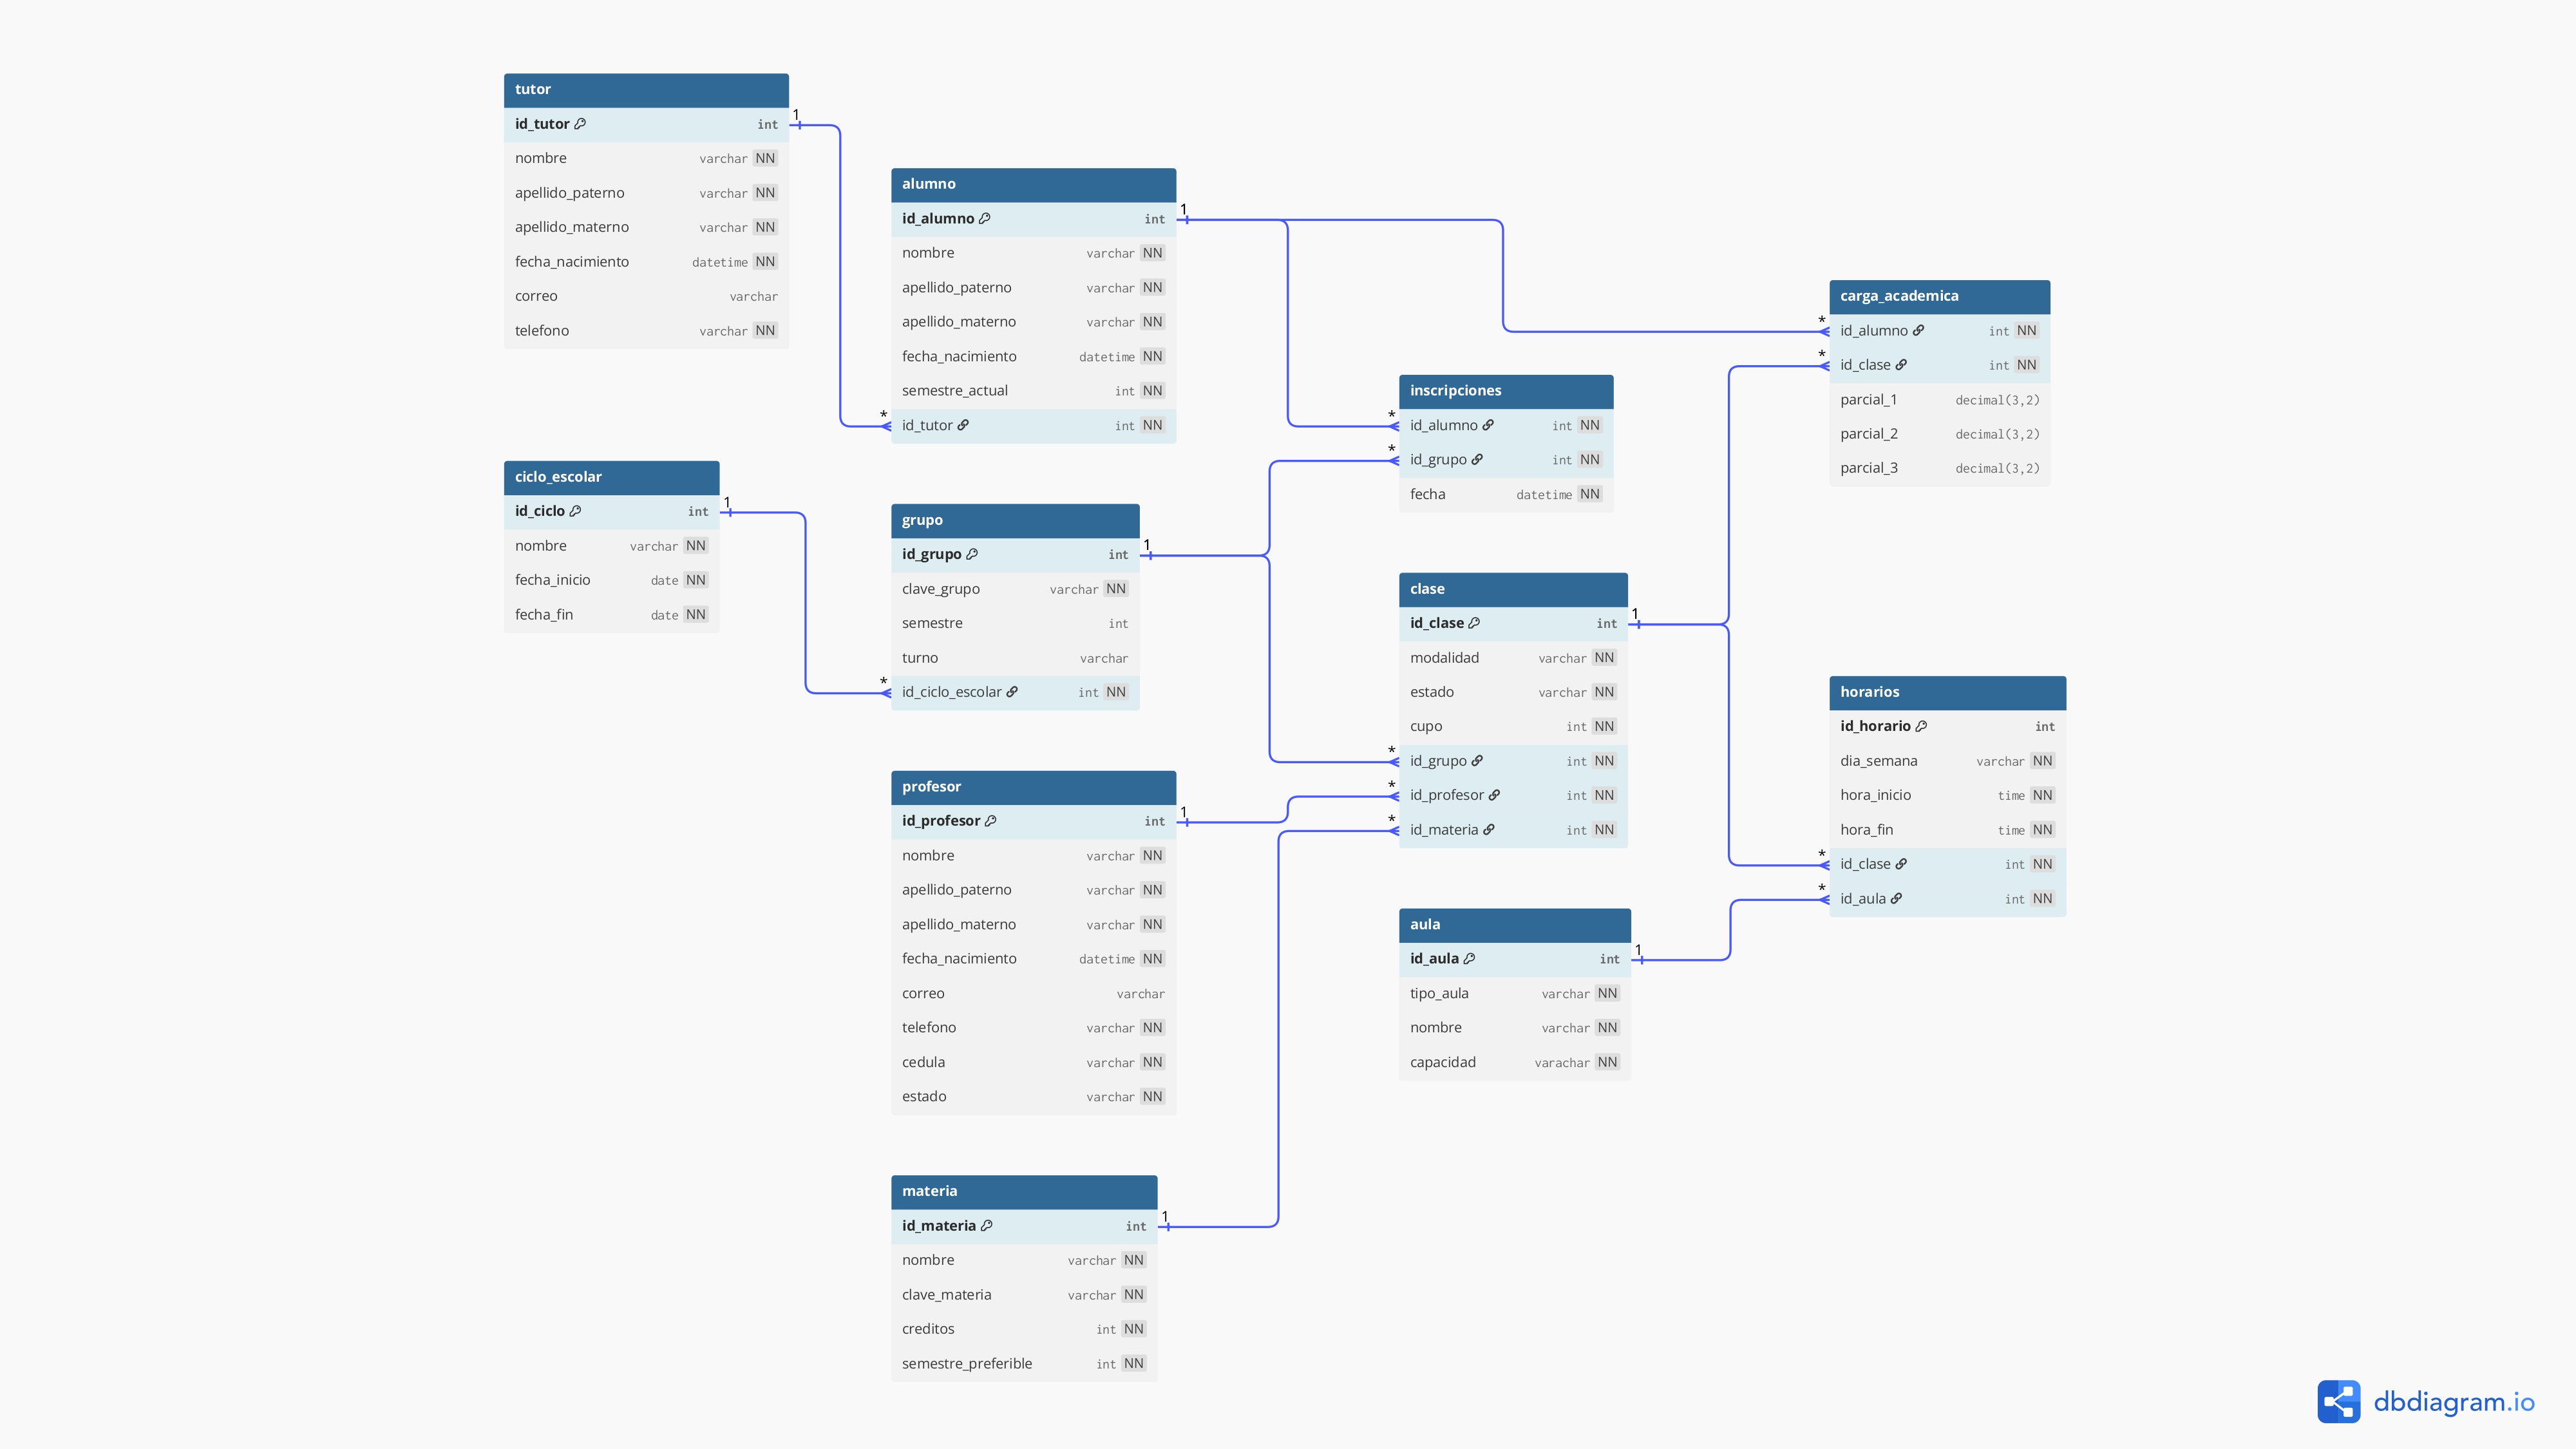 tutor
id_tutor int
nombre varchar NN
apellido_paterno varchar NN
apellido_materno varchar NN
fecha_nacimiento datetime NN
correo varchar
telefono varchar NN
1
*
alumno
id_alumno int
nombre varchar NN
apellido_paterno varchar NN
apellido_materno varchar NN
fecha_nacimiento datetime NN
semestre_actual int NN
id_tutor int NN
1
*
*
ciclo_escolar
id_ciclo int
nombre varchar NN
fecha_inicio date NN
fecha_fin date NN
1
*
grupo
id_grupo int
clave_grupo varchar NN
semestre int
turno varchar
id_ciclo_escolar int NN
1
*
*
profesor
id_profesor int
nombre varchar NN
apellido_paterno varchar NN
apellido_materno varchar NN
fecha_nacimiento datetime NN
correo varchar
telefono varchar NN
cedula varchar NN
estado varchar NN
1
*
materia
id_materia int
nombre varchar NN
clave_materia varchar NN
creditos int NN
semestre_preferible int NN
1
*
inscripciones
id_alumno int NN
id_grupo int NN
fecha datetime NN
clase
id_clase int
modalidad varchar NN
estado varchar NN
cupo int NN
id_grupo int NN
id_profesor int NN
id_materia int NN
1
*
*
aula
id_aula int
tipo_aula varchar NN
nombre varchar NN
capacidad varachar NN
1
*
carga_academica
id_alumno int NN
id_clase int NN
parcial_1 decimal(3,2)
parcial_2 decimal(3,2)
parcial_3 decimal(3,2)
horarios
id_horario int
dia_semana varchar NN
hora_inicio time NN
hora_fin time NN
id_clase int NN
id_aula int NN
dbdiagram.io